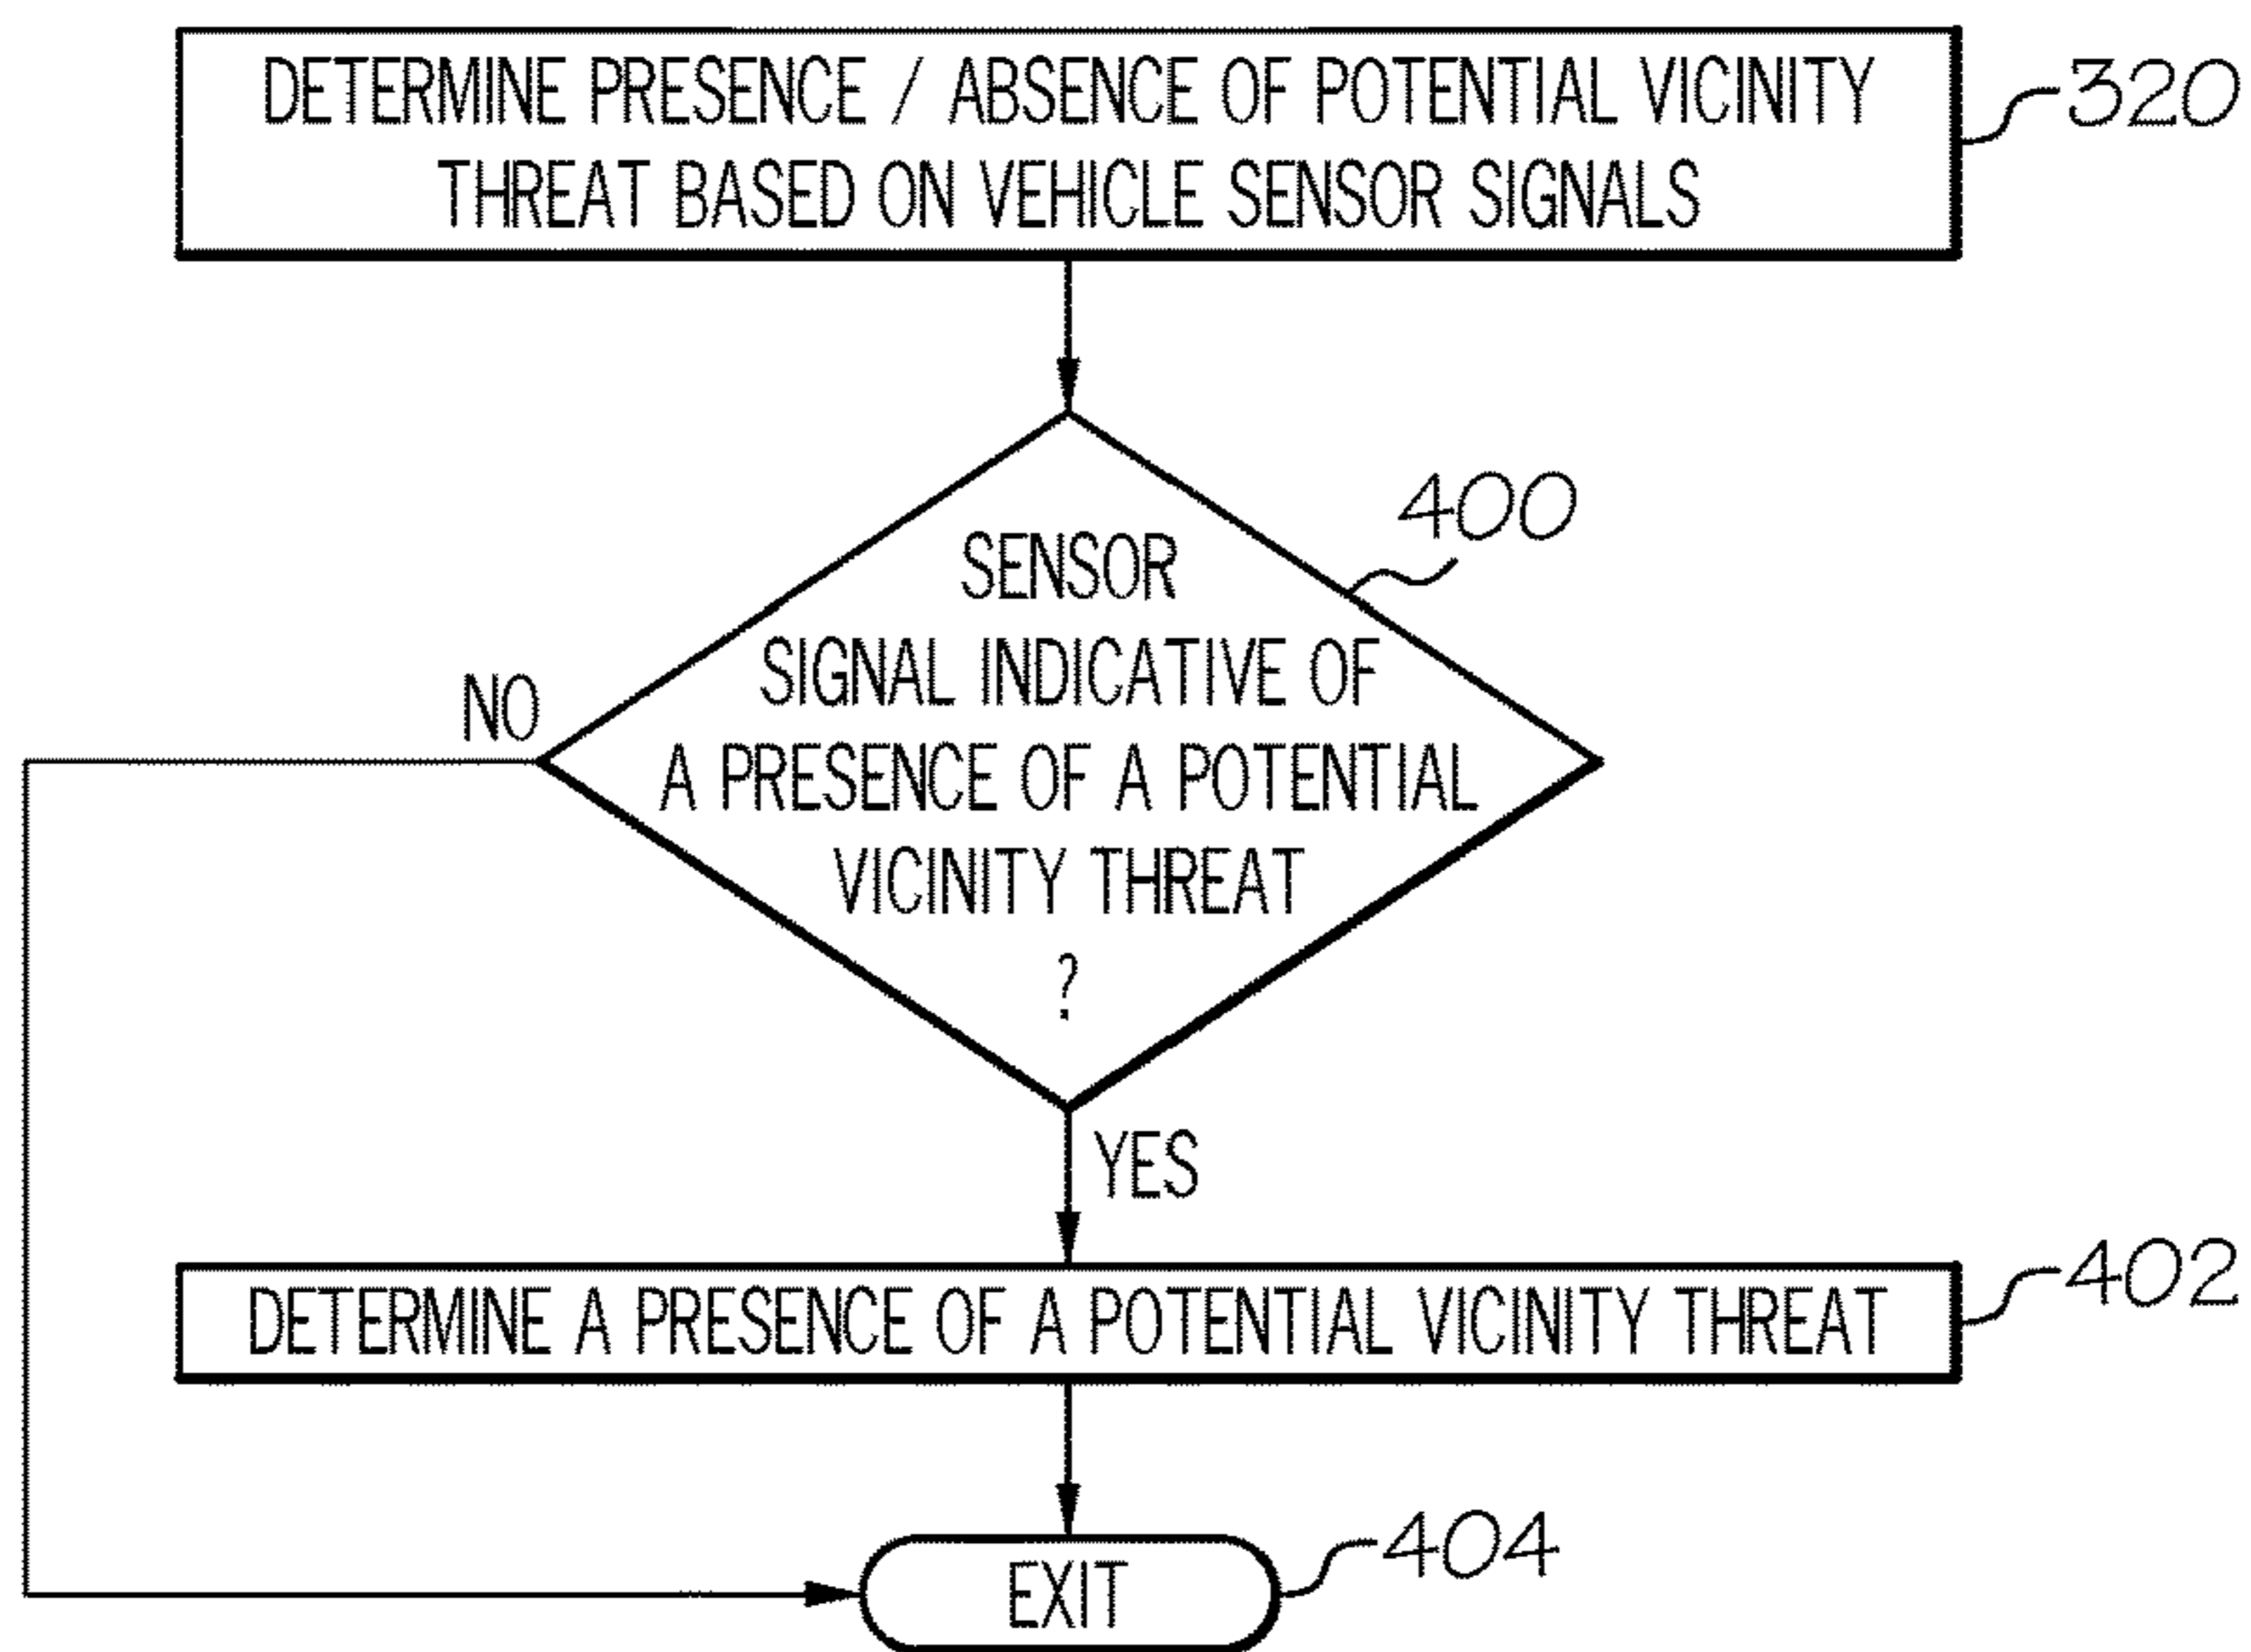 DETERMINE PRESENCE / ABSENCE OF POTENTIAL VICINITY
THREAT BASED ON VEHICLE SENSOR SIGNALS
320
400
SENSOR
SIGNAL INDICATIVE OF
A PRESENCE OF A POTENTIAL
VICINITY THREAT
?
NO
YES
DETERMINE A PRESENCE OF A POTENTIAL VICINITY THREAT
402
EXIT
404